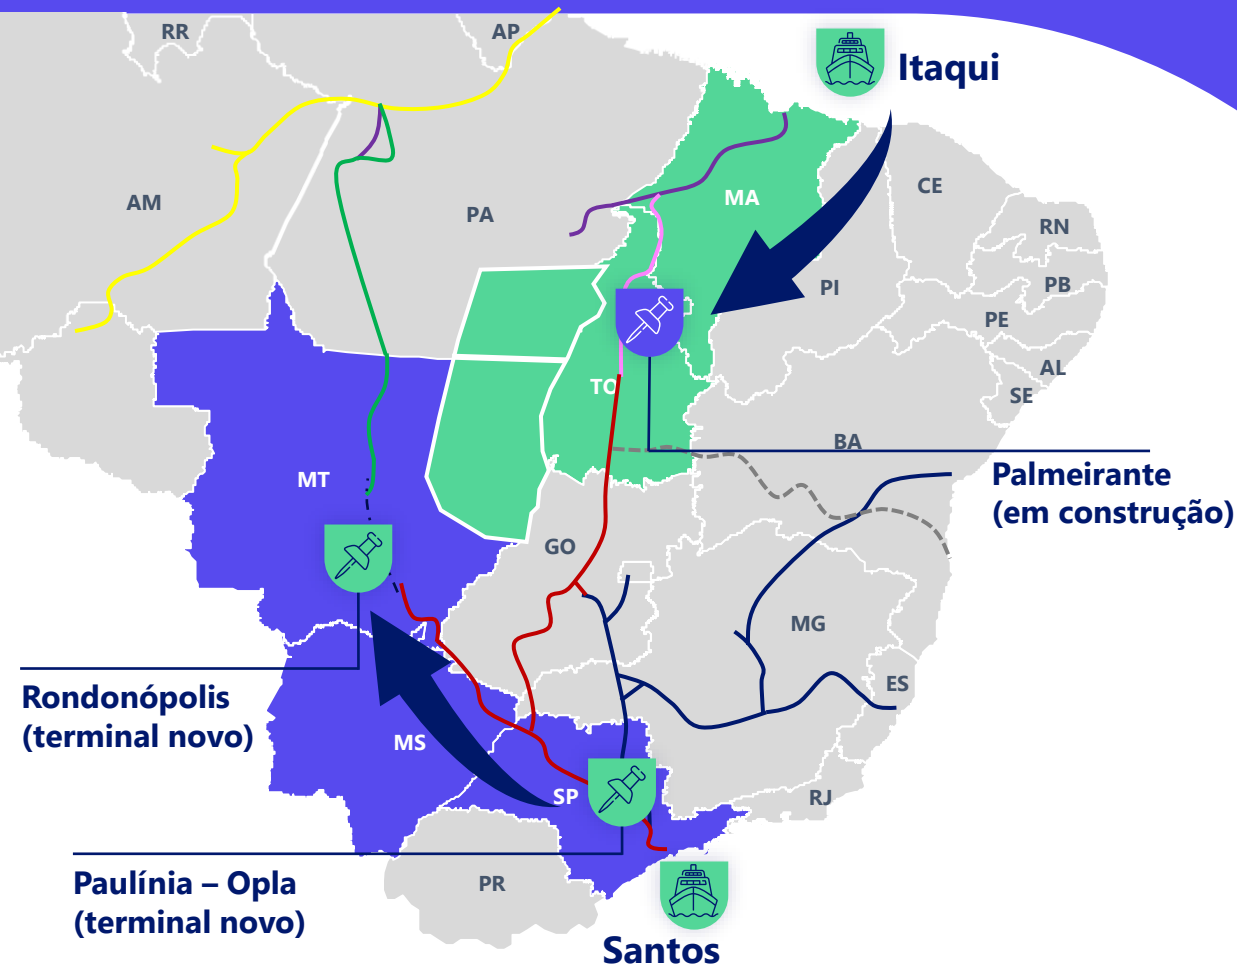 RR
AP
Itaqui
AM
PA
MA
CE
RN
PB
PI
PE
AL
SE
TO
BA
MT
Palmeirante
(em construção)
GO
MG
ES
Rondonópolis
(terminal novo)
MS
SP
RJ
Paulínia – Opla
(terminal novo)
PR
Santos